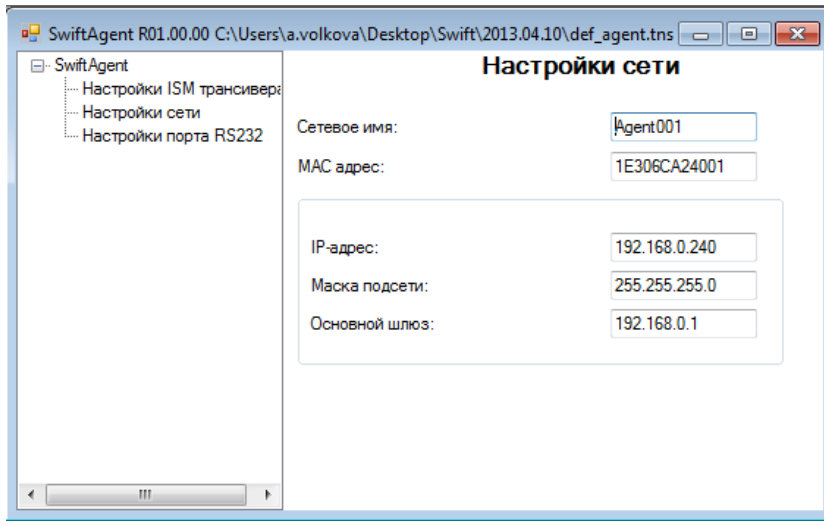 SwiftAgent R01.00.00 C:\Users\a.volkova\Desktop\Swift\2013.04.10\def_agent.tns
SwiftAgent
Настройки ISM трансивера
Настройки сети
Настройки порта RS232
Настройки сети
Сетевое имя:
Agent001
MAC адрес:
1E306CA24001
IP-адрес:
192.168.0.240
Маска подсети:
255.255.255.0
Основной шлюз:
192.168.0.1